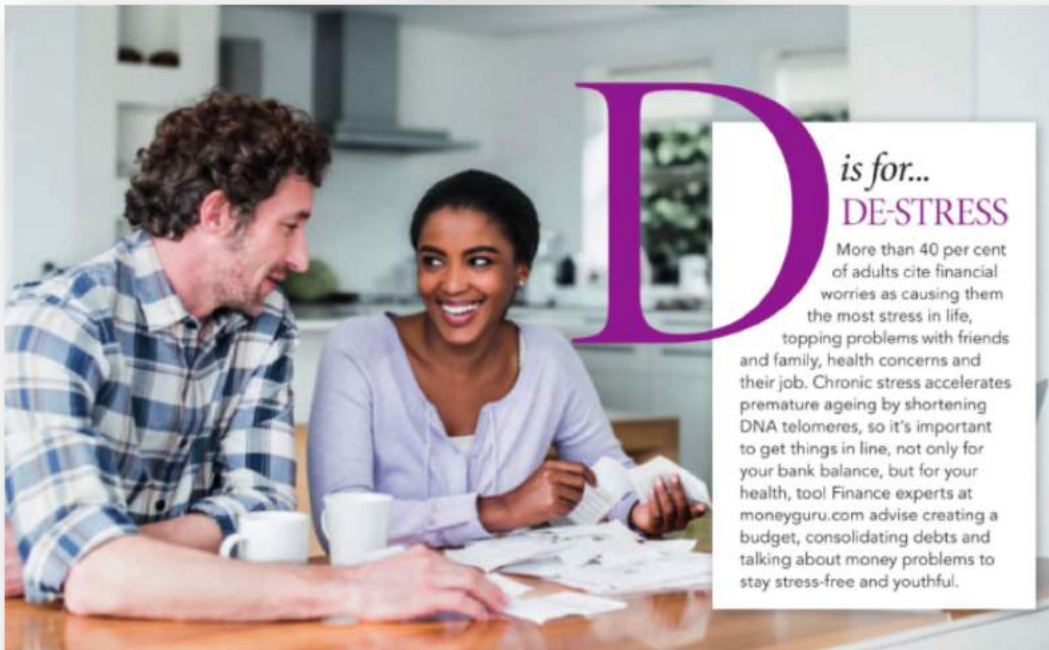 D
is for...
DE-STRESS
More than 40 per cent
of adults cite financial
worries as causing them
the most stress in life,
topping problems with friends
and family, health concerns and
their job. Chronic stress accelerates
premature ageing by shortening
DNA telomeres, so it's important
to get things in line, not only for
your bank balance, but for your
health, too! Finance experts at
moneyguru.com advise creating a
budget, consolidating debts and
talking about money problems to
stay stress-free and youthful.